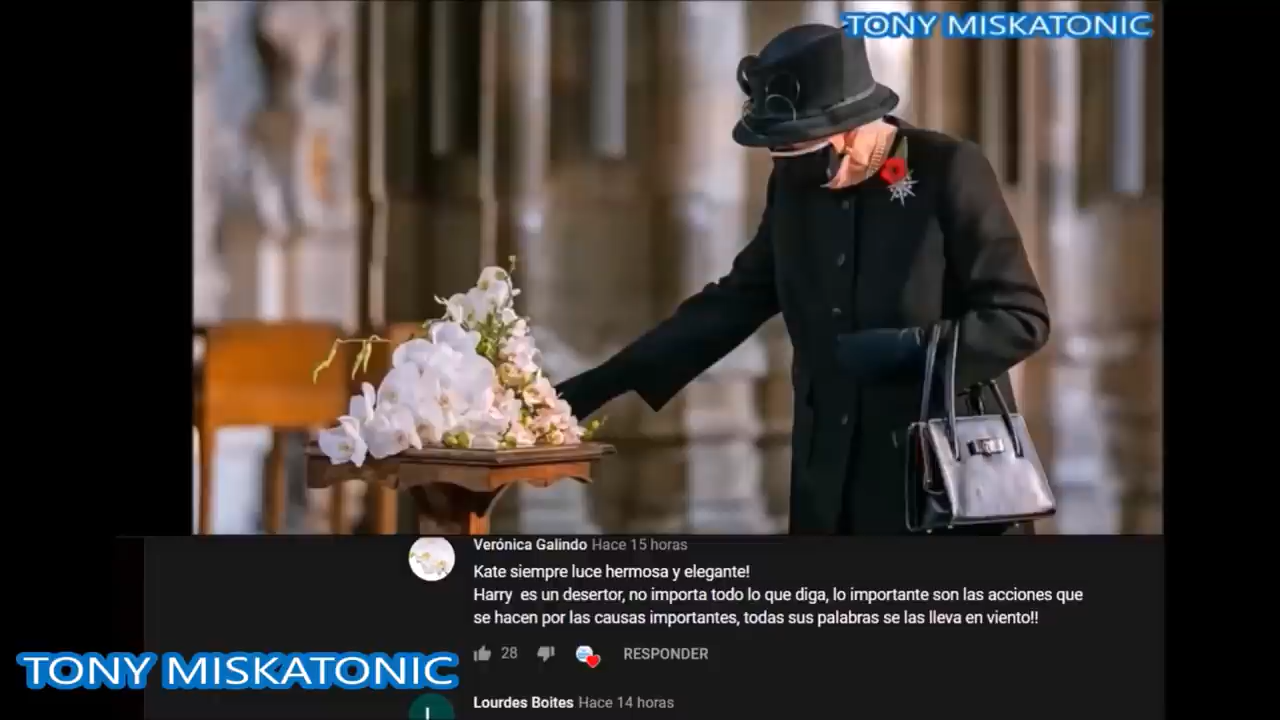 TONY MISKATONIC
Verónica Galindo Hace 15 horas
Kate siempre luce hermosa y elegante!
Harry es un desertor, no importa todo lo que diga, lo importante son las acciones que
se hacen por las causas importantes, todas sus palabras se las lleva en viento!!
28 RESPONDER
TONY MISKATONIC
Lourdes Boites Hace 14 horas
L